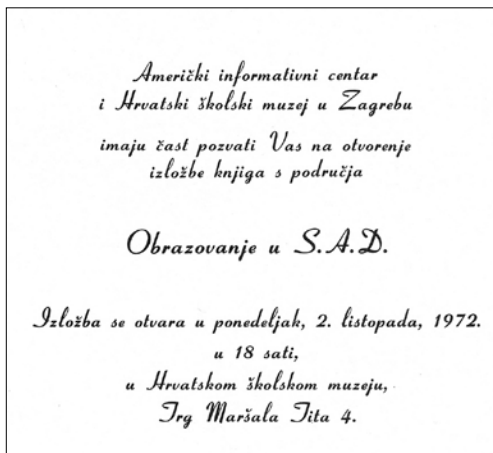 Američki informativni centar
i Hrvatski školski muzej u Zagrebu
imaju čast pozvati Vas na otvorenje
izložbe knjiga s područja
Obrazovanje u S.A.D.
Izložba se otvara u ponedeljak, 2. listopada, 1972.
u 18 sati,
u Hrvatskom školskom muzeju,
Trg Maršala Tita 4.